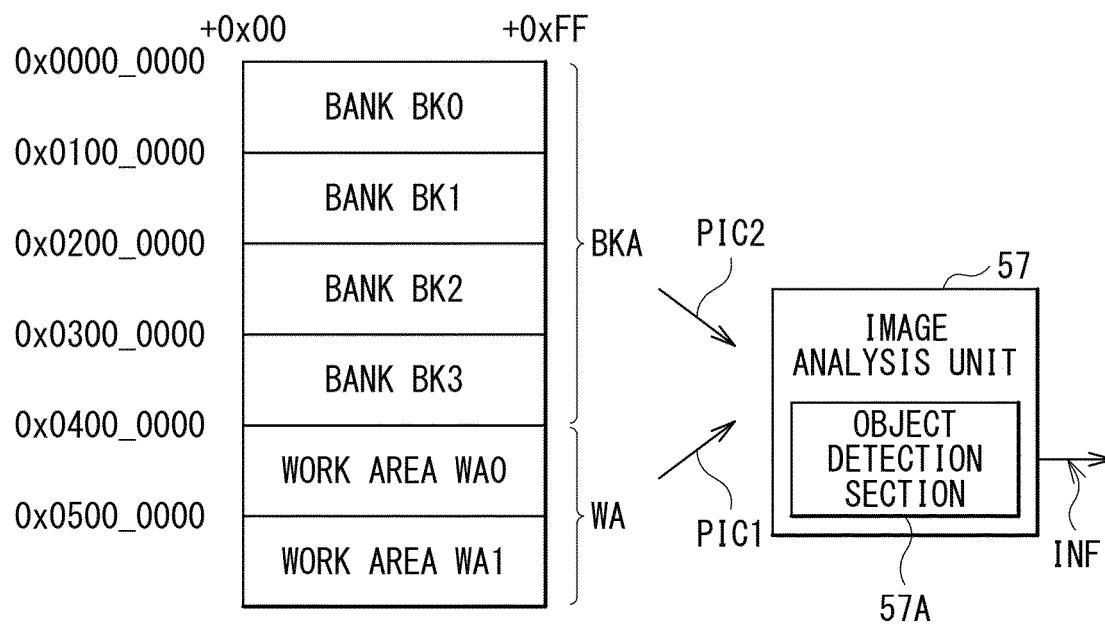 +0x00 +0xFF
0x0000_0000
BANK BK0
0x0100_0000
BANK BK1
0x0200_0000
BANK BK2
0x0300_0000
BANK BK3
0x0400_0000
WORK AREA WA0
0x0500_0000
WORK AREA WA1
BKA
WA
PIC2
PIC1
57
IMAGE
ANALYSIS UNIT
OBJECT
DETECTION
SECTION
57A
INF